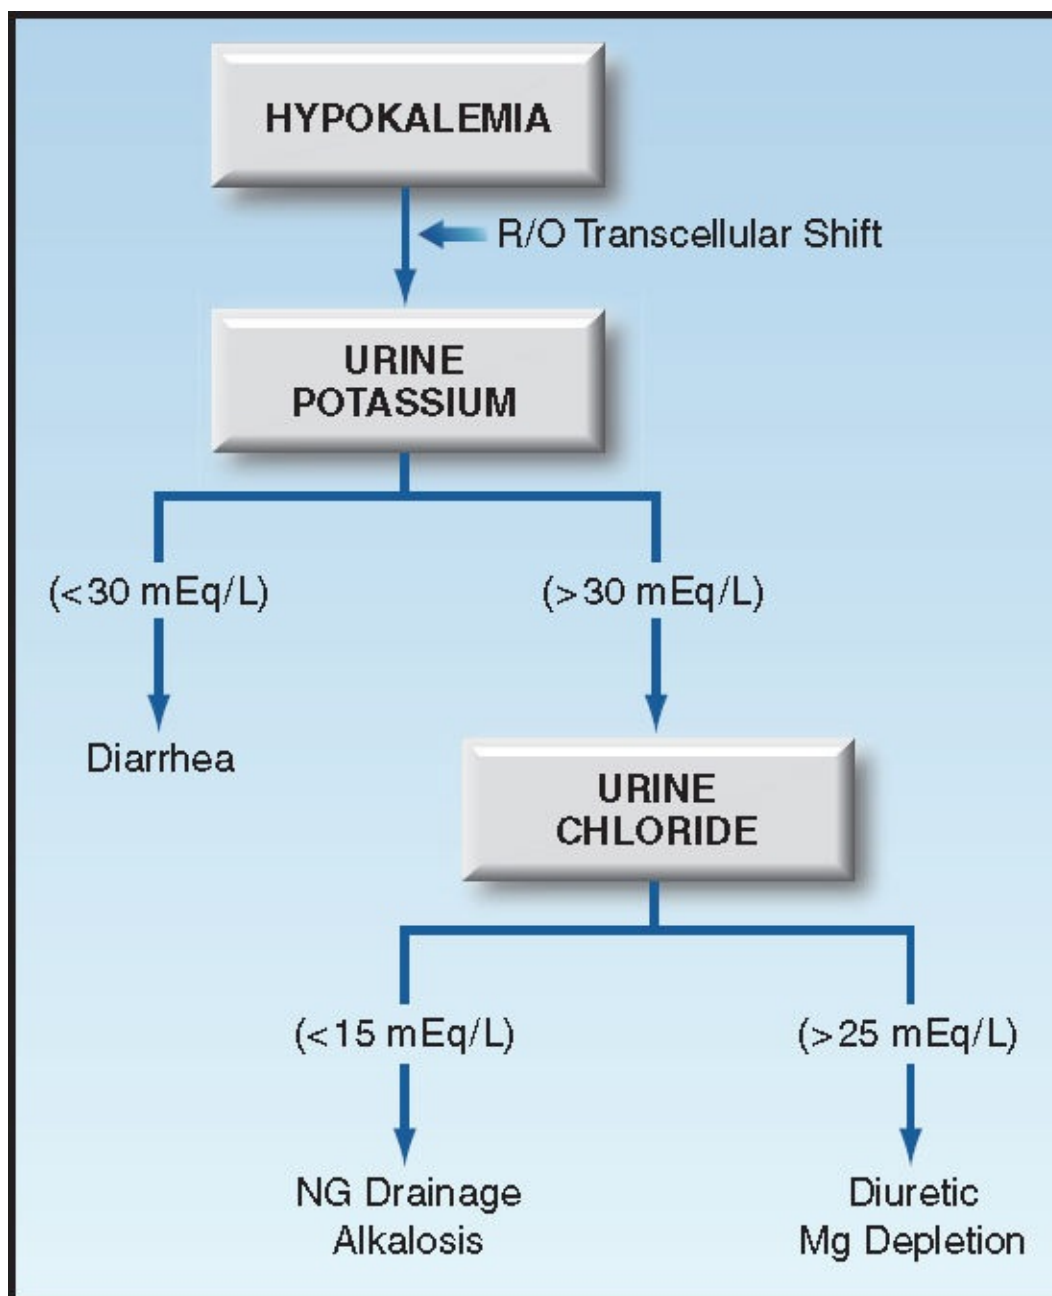 HYPOKALEMIA
R/O Transcellular Shift
URINE
POTASSIUM
(<30 mEq/L)
(>30 mEq/L)
Diarrhea
URINE
CHLORIDE
(<15 mEq/L)
(>25 mEq/L)
NG Drainage
Alkalosis
Diuretic
Mg Depletion